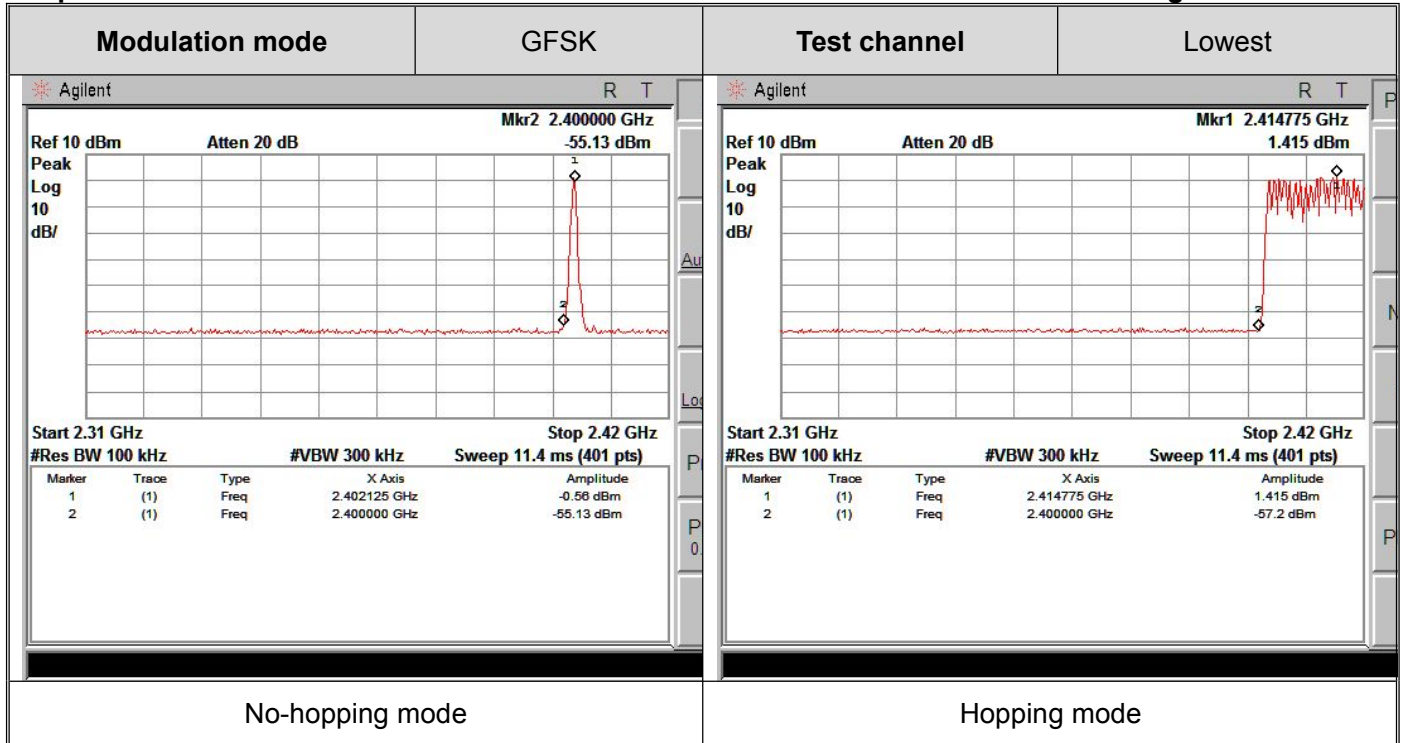 Modulation mode GFSK Test channel Lowest
Agilent R T
Mkr2 2.400000 GHz
Ref 10 dBm Atten 20 dB -55.13 dBm
Peak
Log
10
dB/
1
2
Start 2.31 GHz Stop 2.42 GHz
#Res BW 100 kHz #VBW 300 kHz Sweep 11.4 ms (401 pts)
Marker Trace Type X Axis Amplitude
1 (1) Freq 2.402125 GHz -0.56 dBm
2 (1) Freq 2.400000 GHz -55.13 dBm
Agilent R T
Mkr1 2.414775 GHz
Ref 10 dBm Atten 20 dB 1.415 dBm
Peak
Log
10
dB/
1
2
Start 2.31 GHz Stop 2.42 GHz
#Res BW 100 kHz #VBW 300 kHz Sweep 11.4 ms (401 pts)
Marker Trace Type X Axis Amplitude
1 (1) Freq 2.414775 GHz 1.415 dBm
2 (1) Freq 2.400000 GHz -57.2 dBm
No-hopping mode Hopping mode